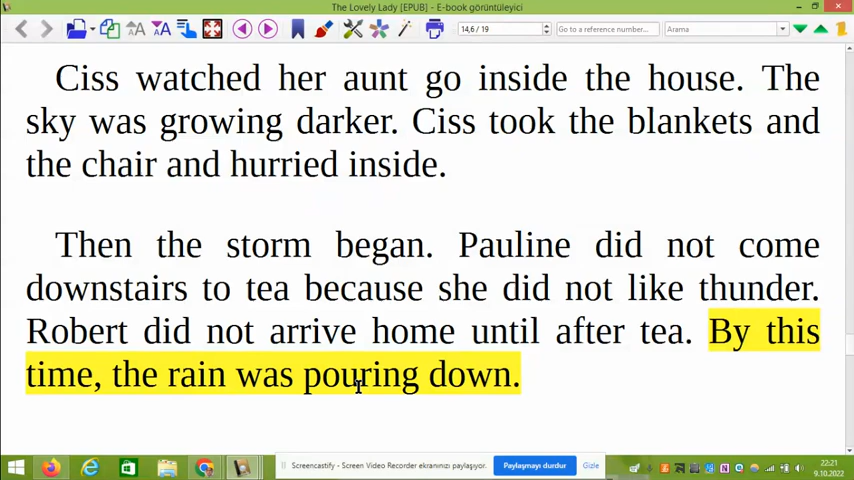 The Lovely Lady [EPUB] - E-book görüntüleyici
14,6 / 19
Go to a reference number...
Arama
Ciss watched her aunt go inside the house. The
sky was growing darker. Ciss took the blankets and
the chair and hurried inside.
Then the storm began. Pauline did not come
downstairs to tea because she did not like thunder.
Robert did not arrive home until after tea. By this
time, the rain was pouring down.
Screencastify - Screen Video Recorder ekranınızı paylaşıyor.
Paylaşmayı durdur
Gizle
22:21
9.10.2022